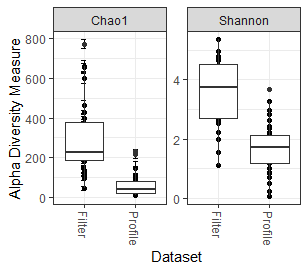 Chao1
Shannon
Alpha Diversity Measure
800
600
400
200
0
4
2
0
Filter
Profile
Filter
Profile
Dataset